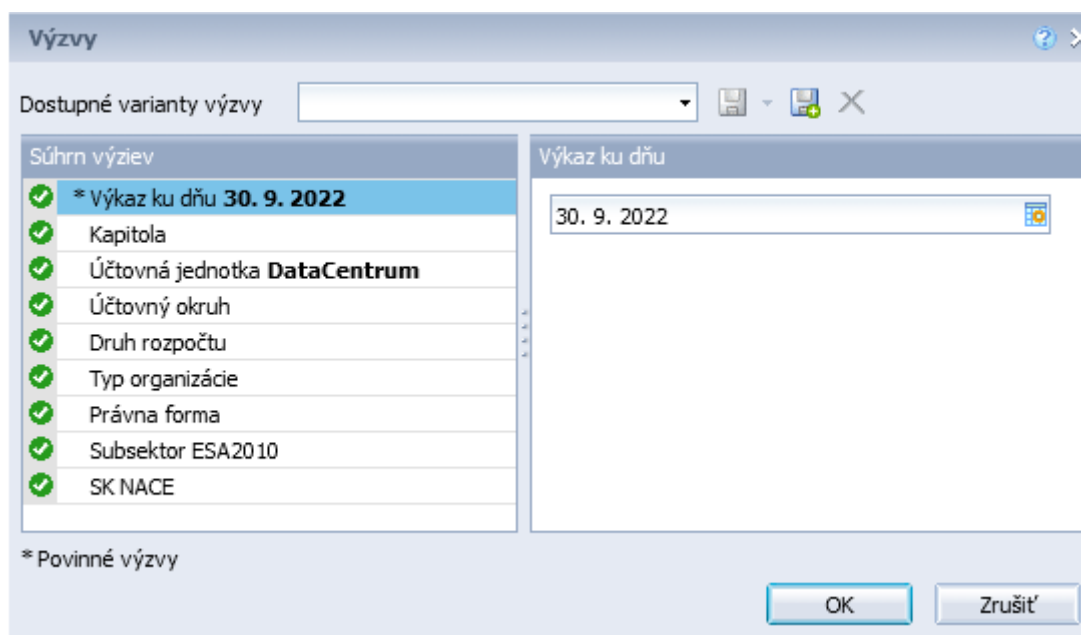 Výzvy
Dostupné varianty výzvy
Súhrn výziev
Výkaz ku dňu
* Výkaz ku dňu 30. 9. 2022
30. 9. 2022
Kapitola
Účtovná jednotka DataCentrum
Účtovný okruh
Druh rozpočtu
Typ organizácie
Právna forma
Subsektor ESA2010
SK NACE
* Povinné výzvy
OK
Zrušiť